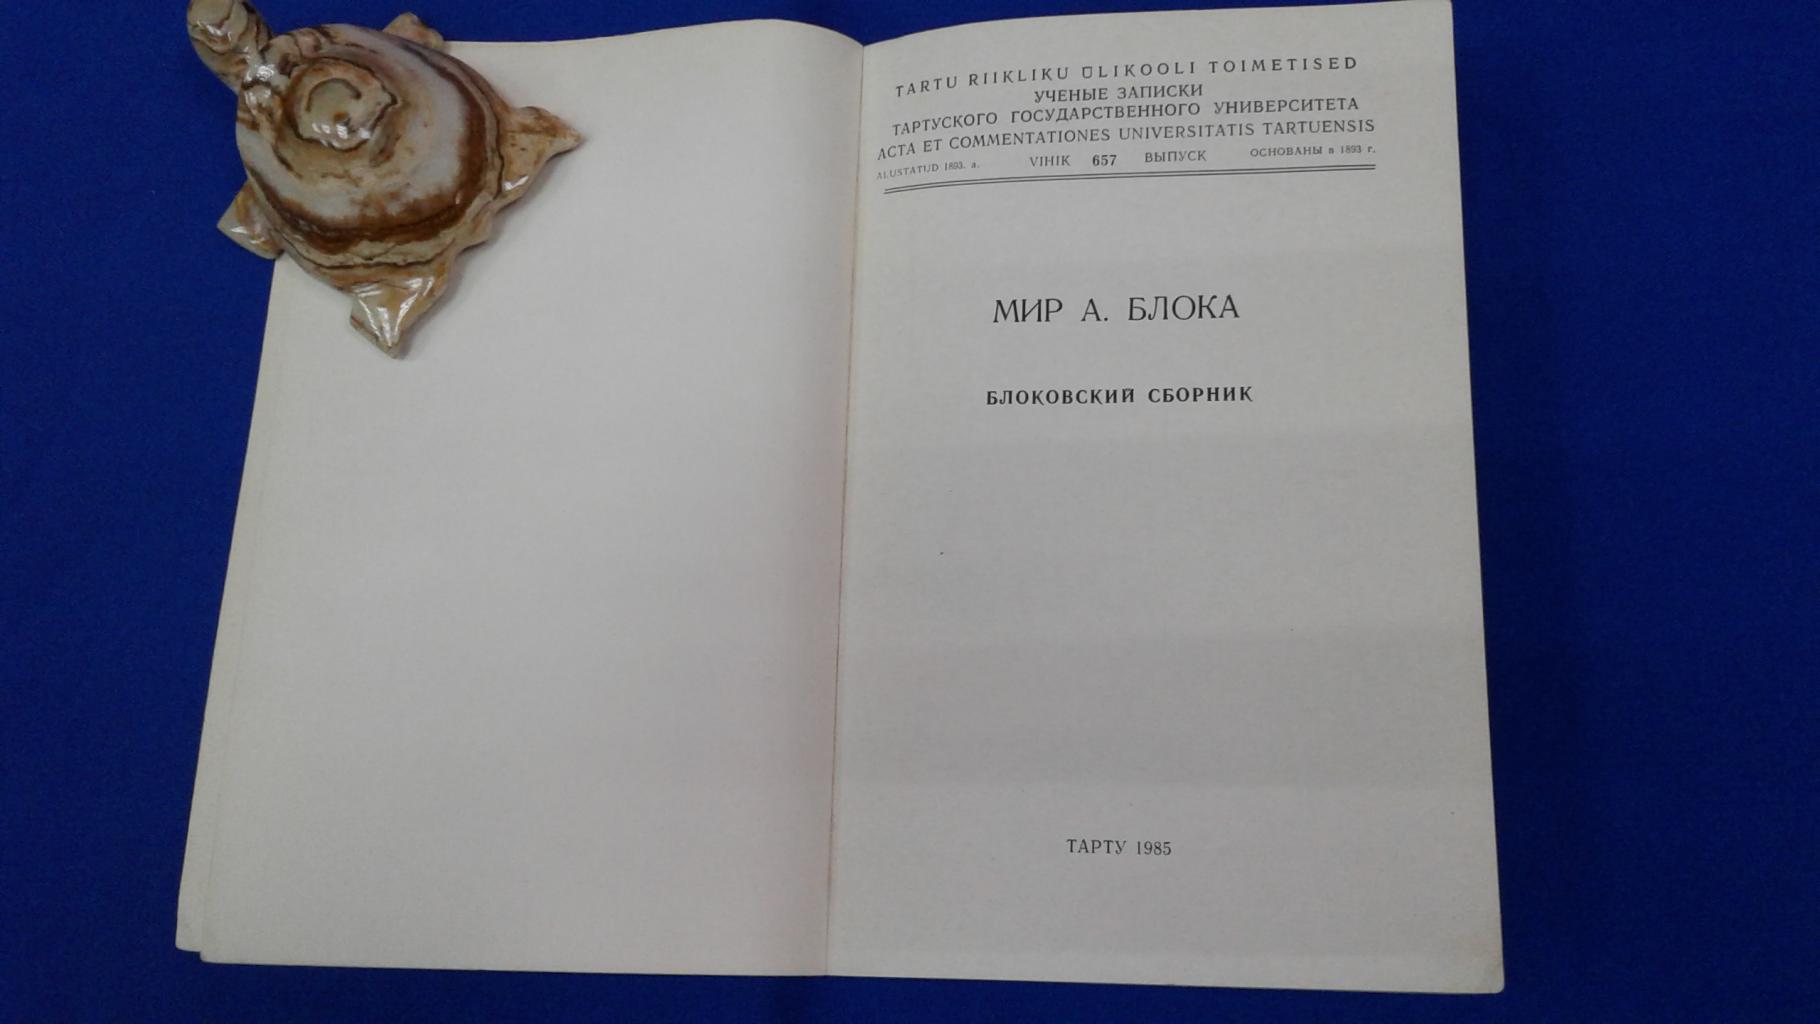 TARTU RIIKLIKU ÜLIKOOLI TOIMETISED
УЧЕНЫЕ ЗАПИСКИ
ТАРТУСКОГО ГОСУДАРСТВЕННОГО УНИВЕРСИТЕТА
ACTA ET COMMENTATIONES UNIVERSITATIS TARTUENSIS
ALUSTATUD 1893. a. VIHIK 657 ВЫПУСК ОСНОВАНЫ в 1893 г.
МИР А. БЛОКА
БЛОКОВСКИЙ СБОРНИК
ТАРТУ 1985